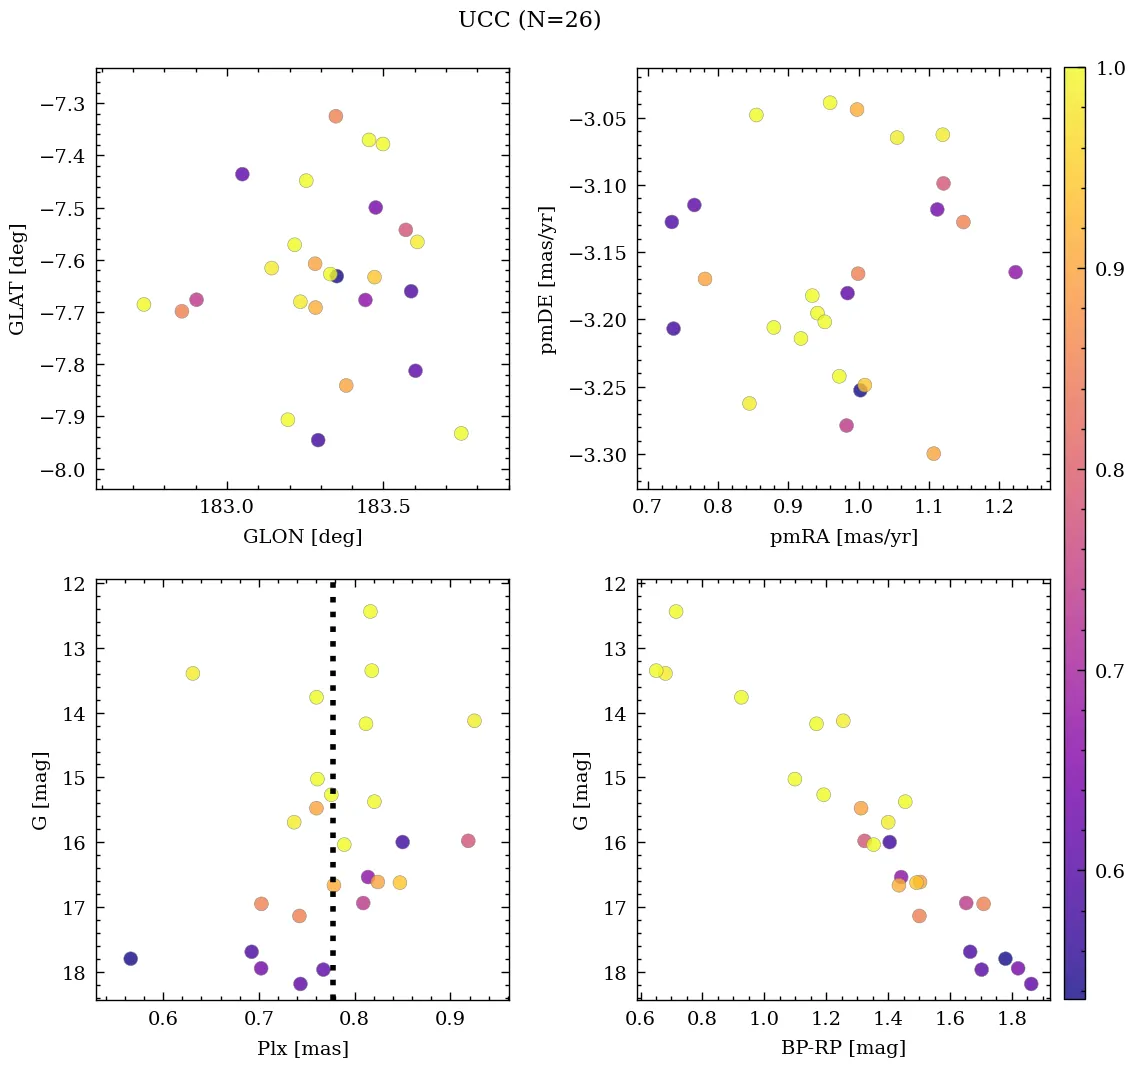 UCC (N=26)
−7.3
−7.4
−7.5
−7.6
−7.7
−7.8
−7.9
−8.0
GLAT [deg]
183.0 183.5
GLON [deg]
−3.05
−3.10
−3.15
−3.20
−3.25
−3.30
pmDE [mas/yr]
0.7 0.8 0.9 1.0 1.1 1.2
pmRA [mas/yr]
12
13
14
15
16
17
18
G [mag]
0.6 0.7 0.8 0.9
Plx [mas]
12
13
14
15
16
17
18
G [mag]
0.6 0.8 1.0 1.2 1.4 1.6 1.8
BP-RP [mag]
1.0
0.9
0.8
0.7
0.6